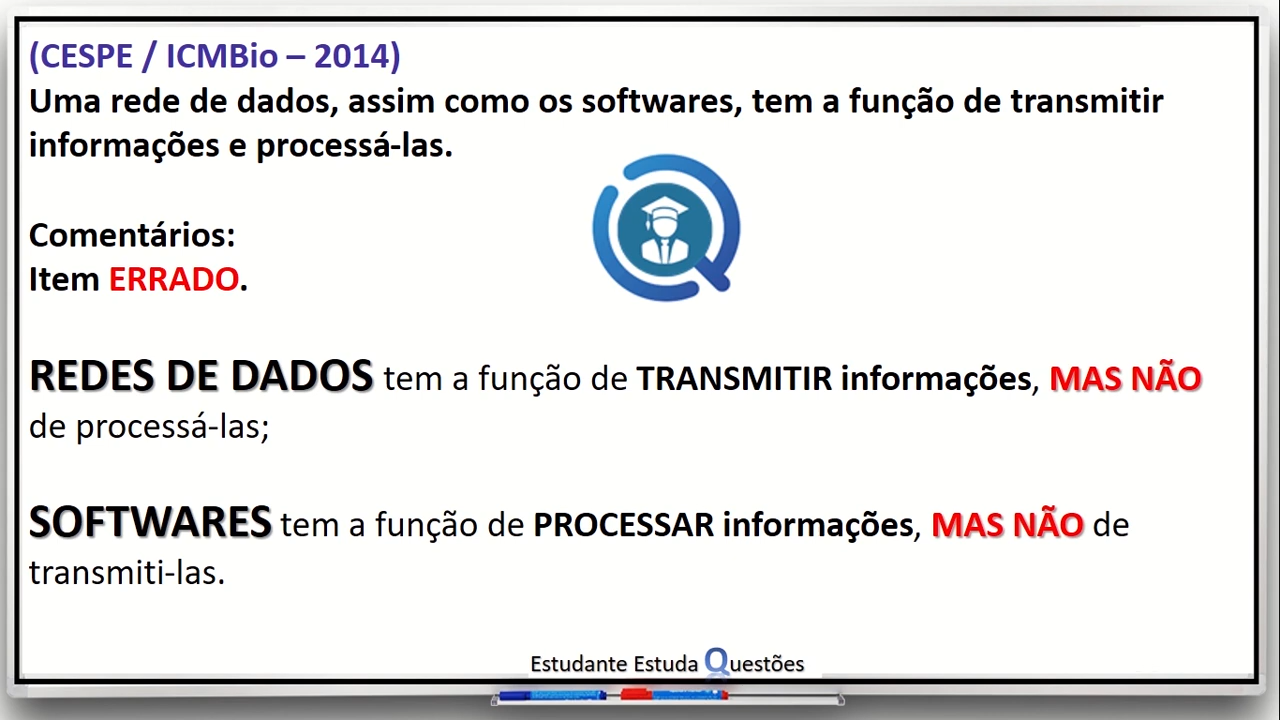 (CESPE / ICMBio – 2014)
Uma rede de dados, assim como os softwares, tem a função de transmitir
informações e processá-las.
Comentários:
Item ERRADO.
REDES DE DADOS tem a função de TRANSMITIR informações, MAS NÃO
de processá-las;
SOFTWARES tem a função de PROCESSAR informações, MAS NÃO de
transmiti-las.
Estudante Estuda Questões